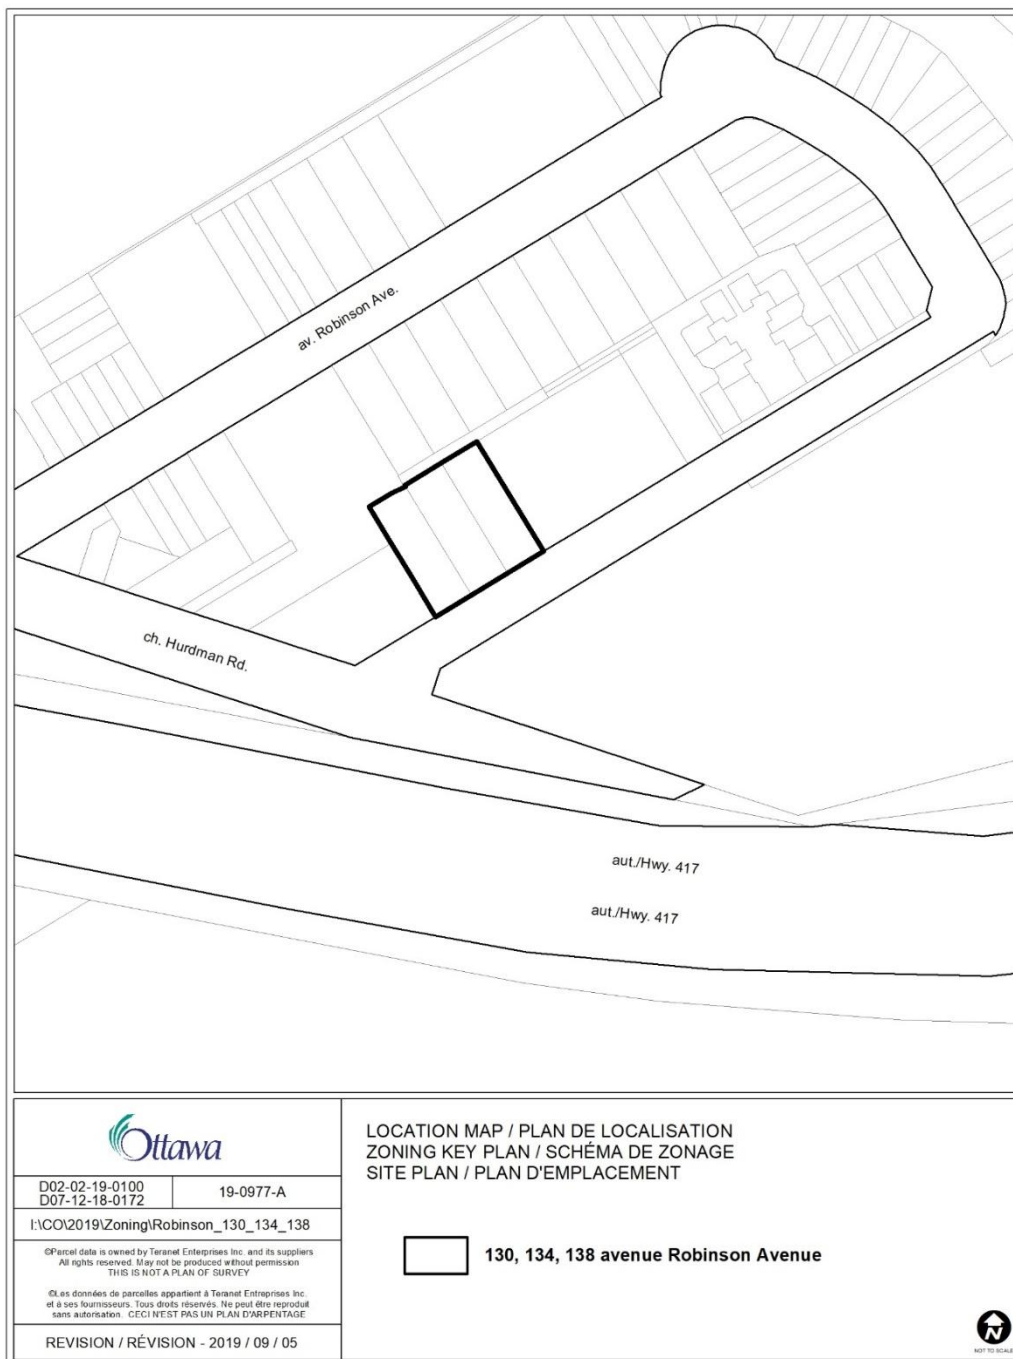 av. Robinson Ave.
ch. Hurdman Rd.
aut./Hwy. 417
aut./Hwy. 417
Ottawa
D02-02-19-0100
D07-12-18-0172
19-0977-A
I:\CO\2019\Zoning\Robinson_130_134_138
©Parcel data is owned by Teranet Enterprises Inc. and its suppliers
All rights reserved. May not be produced without permission
THIS IS NOT A PLAN OF SURVEY
©Les données de parcelles appartient à Teranet Entreprises Inc.
et à ses fournisseurs. Tous droits réservés. Ne peut être reproduit
sans autorisation. CECI N'EST PAS UN PLAN D'ARPENTAGE
REVISION / RÉVISION - 2019 / 09 / 05
LOCATION MAP / PLAN DE LOCALISATION
ZONING KEY PLAN / SCHÉMA DE ZONAGE
SITE PLAN / PLAN D'EMPLACEMENT
130, 134, 138 avenue Robinson Avenue
N
NOT TO SCALE